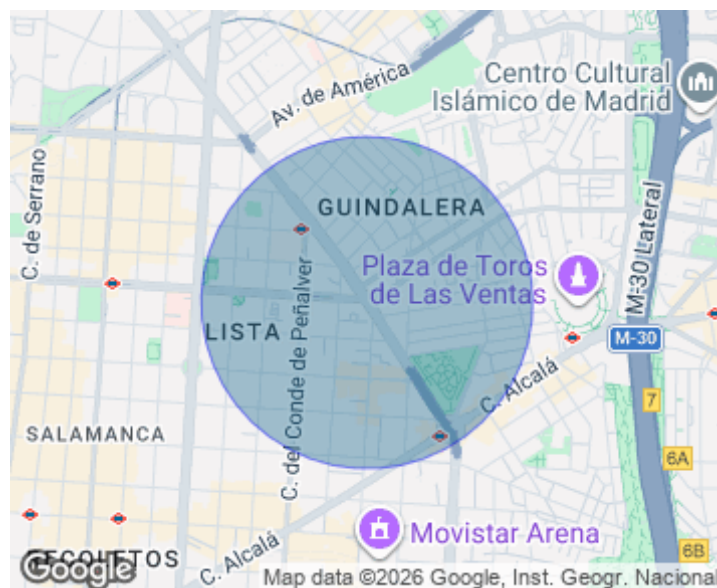 Av. de América
Centro Cultural
Islámico de Madrid
C. de Serrano
GUINDALERA
M-30 Lateral
Plaza de Toros
de Las Ventas
C. del Conde de Peñalver
LISTA
M-30
C. Alcalá
7
SALAMANCA
6A
Movistar Arena
6B
C. Alcalá
Google
Map data ©2026 Google, Inst. Geogr. Nacional